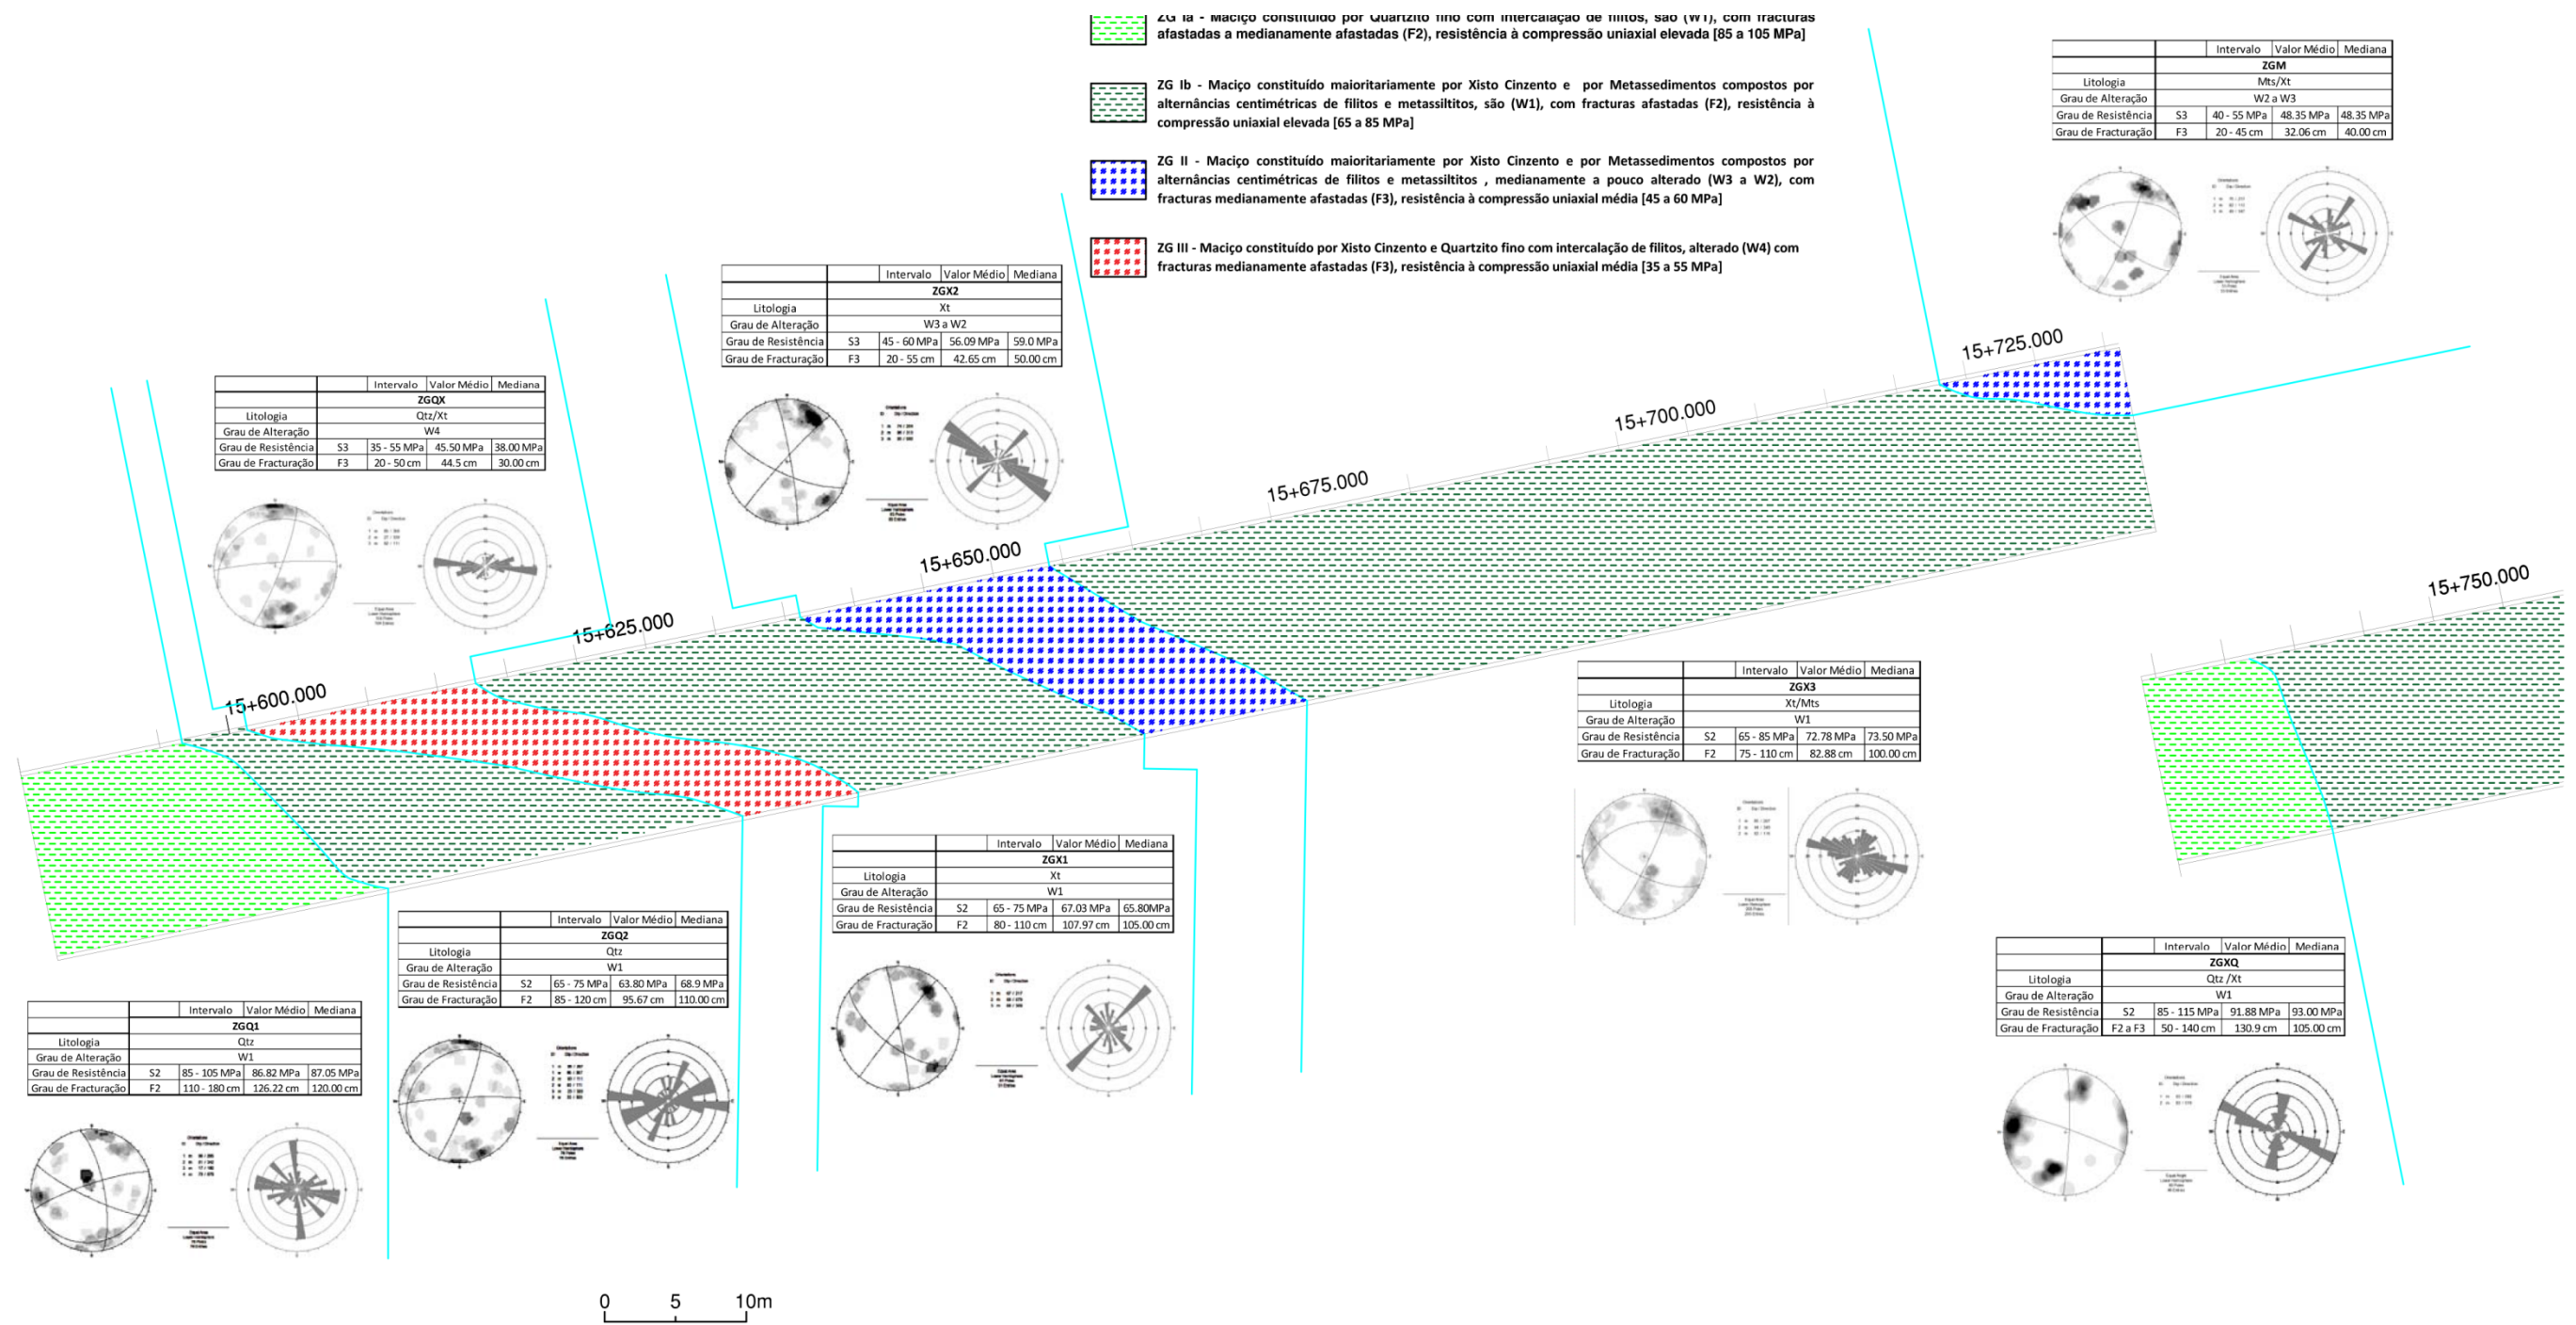 ZG Ia - Maciço constituído por Quartzito fino com intercalação de filitos, são (W1), com fracturas
afastadas a medianamente afastadas (F2), resistência à compressão uniaxial elevada [85 a 105 MPa]
ZG Ib - Maciço constituído maioritariamente por Xisto Cinzento e por Metassedimentos compostos por
alternâncias centimétricas de filitos e metassiltitos, são (W1), com fracturas afastadas (F2), resistência à
compressão uniaxial elevada [65 a 85 MPa]
ZG II - Maciço constituído maioritariamente por Xisto Cinzento e por Metassedimentos compostos por
alternâncias centimétricas de filitos e metassiltitos , medianamente a pouco alterado (W3 a W2), com
fracturas medianamente afastadas (F3), resistência à compressão uniaxial média [45 a 60 MPa]
ZG III - Maciço constituído por Xisto Cinzento e Quartzito fino com intercalação de filitos, alterado (W4) com
fracturas medianamente afastadas (F3), resistência à compressão uniaxial média [35 a 55 MPa]
Intervalo Valor Médio Mediana
ZGM
Litologia Mts/Xt
Grau de Alteração W2 a W3
Grau de Resistência S3 40 - 55 MPa 48.35 MPa 48.35 MPa
Grau de Fracturação F3 20 - 45 cm 32.06 cm 40.00 cm
Intervalo Valor Médio Mediana
ZGX2
Litologia Xt
Grau de Alteração W3 a W2
Grau de Resistência S3 45 - 60 MPa 56.09 MPa 59.0 MPa
Grau de Fracturação F3 20 - 55 cm 42.65 cm 50.00 cm
Intervalo Valor Médio Mediana
ZGQX
Litologia Qtz/Xt
Grau de Alteração W4
Grau de Resistência S3 35 - 55 MPa 45.50 MPa 38.00 MPa
Grau de Fracturação F3 20 - 50 cm 44.5 cm 30.00 cm
15+725.000
15+700.000
15+675.000
15+650.000
15+625.000
15+600.000
15+750.000
Intervalo Valor Médio Mediana
ZGX3
Litologia Xt/Mts
Grau de Alteração W1
Grau de Resistência S2 65 - 85 MPa 72.78 MPa 73.50 MPa
Grau de Fracturação F2 75 - 110 cm 82.88 cm 100.00 cm
Intervalo Valor Médio Mediana
ZGX1
Litologia Xt
Grau de Alteração W1
Grau de Resistência S2 65 - 75 MPa 67.03 MPa 65.80MPa
Grau de Fracturação F2 80 - 110 cm 107.97 cm 105.00 cm
Intervalo Valor Médio Mediana
ZGQ2
Litologia Qtz
Grau de Alteração W1
Grau de Resistência S2 65 - 75 MPa 63.80 MPa 68.9 MPa
Grau de Fracturação F2 85 - 120 cm 95.67 cm 110.00 cm
Intervalo Valor Médio Mediana
ZGXQ
Litologia Qtz /Xt
Grau de Alteração W1
Grau de Resistência S2 85 - 115 MPa 91.88 MPa 93.00 MPa
Grau de Fracturação F2 a F3 50 - 140 cm 130.9 cm 105.00 cm
Intervalo Valor Médio Mediana
ZGQ1
Litologia Qtz
Grau de Alteração W1
Grau de Resistência S2 85 - 105 MPa 86.82 MPa 87.05 MPa
Grau de Fracturação F2 110 - 180 cm 126.22 cm 120.00 cm
0 5 10m